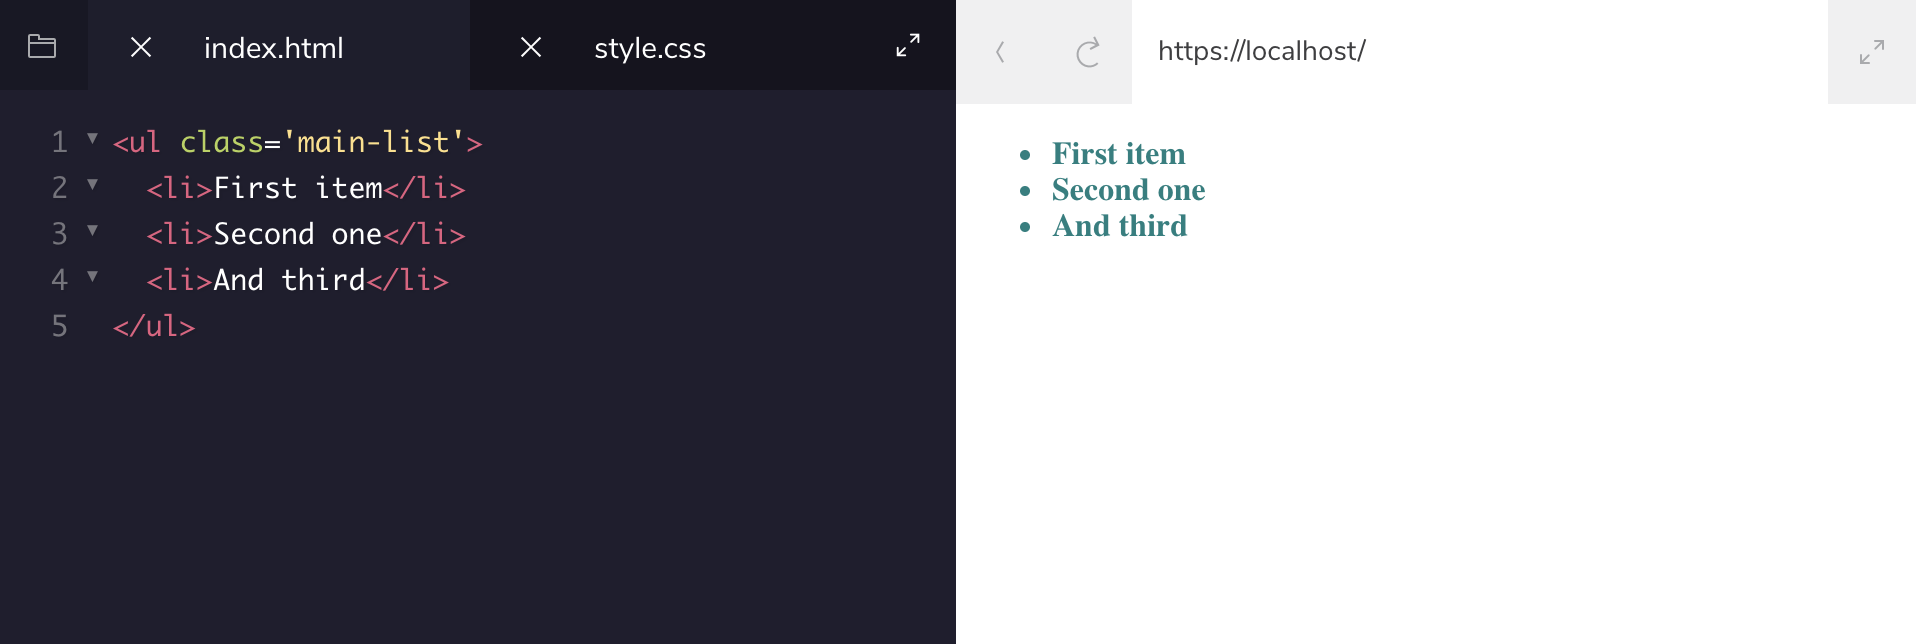 index.html
style.css
1 <ul class='main-list'>
2 <li>First item</li>
3 <li>Second one</li>
4 <li>And third</li>
5 </ul>
https://localhost/
• First item
• Second one
• And third